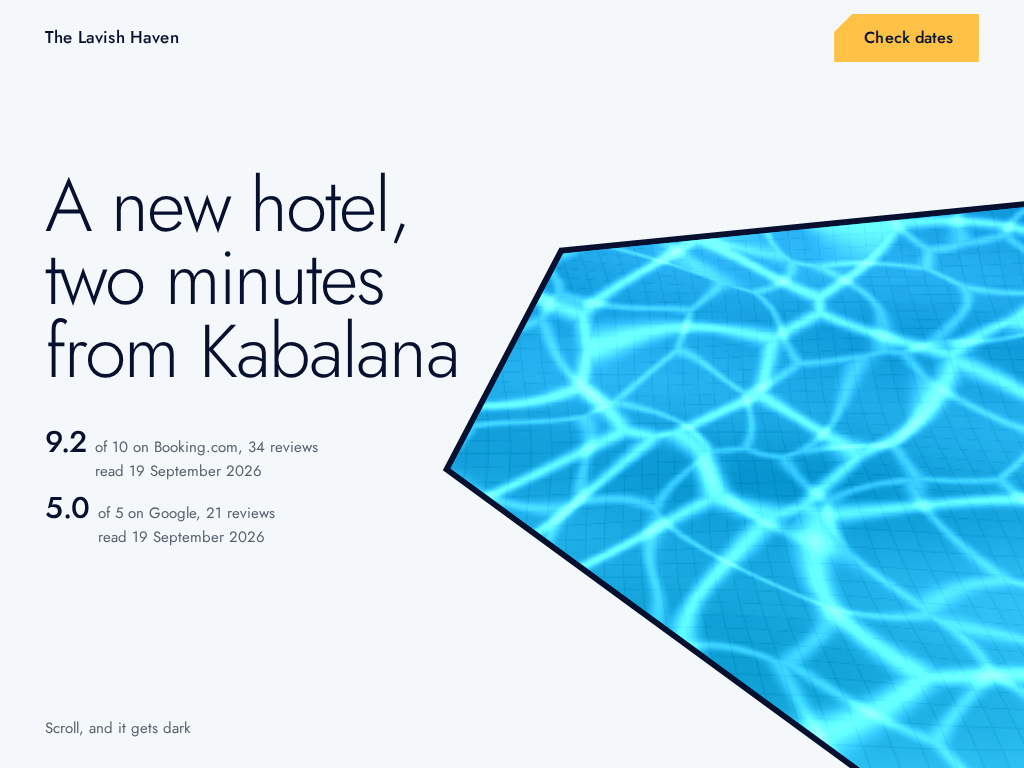 The Lavish Haven
Check dates
A new hotel,
two minutes
from Kabalana
9.2 of 10 on Booking.com, 34 reviews
read 19 September 2026
5.0 of 5 on Google, 21 reviews
read 19 September 2026
Scroll, and it gets dark